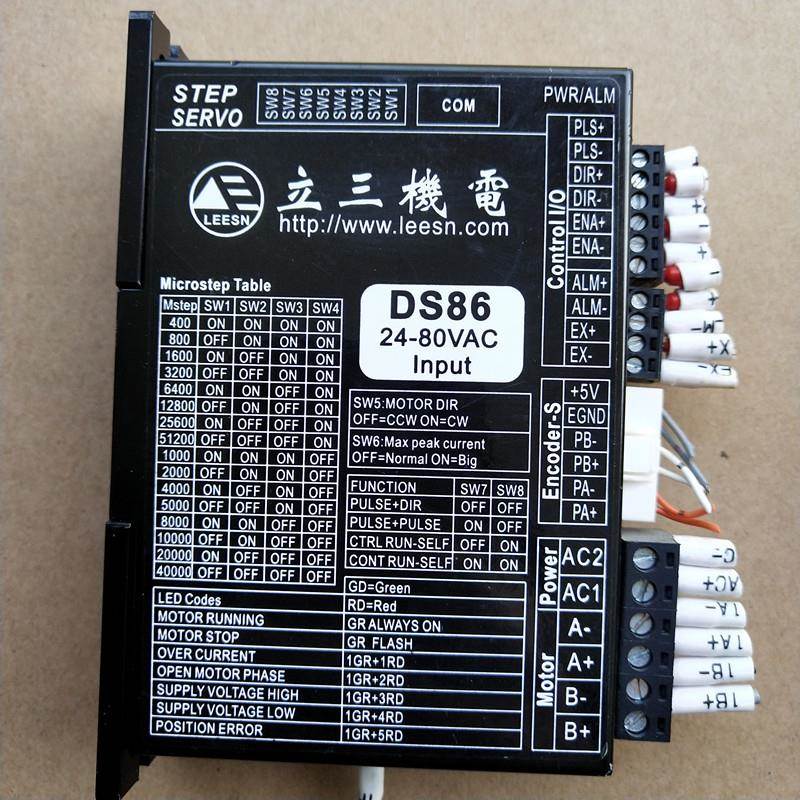 STEP SERVO
SW8 SW7 SW6 SW5 SW4 SW3 SW2 SW1
COM
PWR/ALM
LEESN
立三機電
http://www.leesn.com
DS86
24-80VAC
Input
Microstep Table
Mstep SW1 SW2 SW3 SW4
400 ON ON ON ON
800 OFF ON ON ON
1600 ON OFF ON ON
3200 OFF OFF ON ON
6400 ON ON OFF ON
12800 OFF ON OFF ON
25600 ON OFF OFF ON
51200 OFF OFF OFF ON
1000 ON ON ON OFF
2000 OFF ON ON OFF
4000 ON OFF ON OFF
5000 OFF OFF ON OFF
8000 ON ON OFF OFF
10000 OFF ON OFF OFF
20000 ON OFF OFF OFF
40000 OFF OFF OFF OFF
SW5:MOTOR DIR
OFF=CCW ON=CW
SW6:Max peak current
OFF=Normal ON=Big
FUNCTION SW7 SW8
PULSE+DIR OFF OFF
PULSE+PULSE ON OFF
CTRL RUN-SELF OFF ON
CONT RUN-SELF ON ON
LED Codes GD=Green
RD=Red
MOTOR RUNNING GR ALWAYS ON
MOTOR STOP GR FLASH
OVER CURRENT 1GR+1RD
OPEN MOTOR PHASE 1GR+2RD
SUPPLY VOLTAGE HIGH 1GR+3RD
SUPPLY VOLTAGE LOW 1GR+4RD
POSITION ERROR 1GR+5RD
Control I/O
PLS+
PLS-
DIR+
DIR-
ENA+
ENA-
ALM+
ALM-
EX+
EX-
Encoder-S
+5V
EGND
PB-
PB+
PA-
PA+
Power
AC2
AC1
Motor
A-
A+
B-
B+
X+
EX-
C-
AC+
1A-
1A+
1B-
1B+